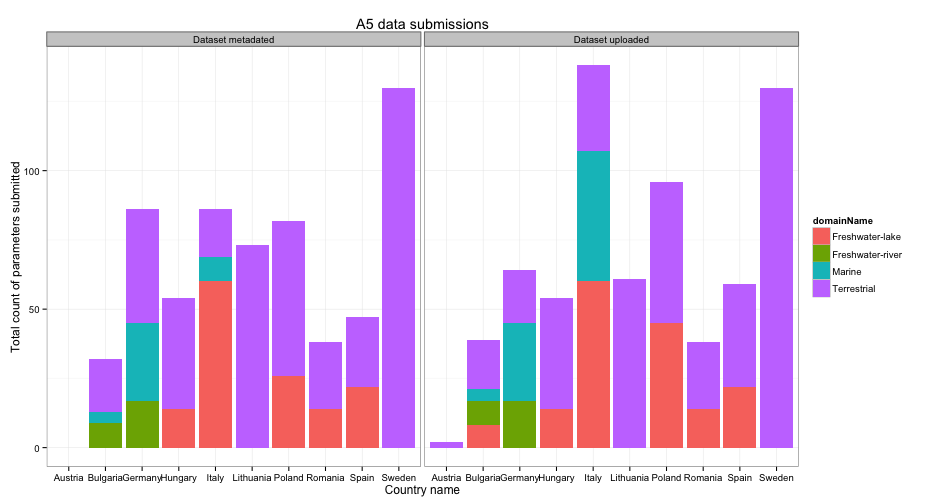 A5 data submissions
Dataset metadated
Dataset uploaded
Total count of parameters submitted
100
50
0
Austria Bulgaria Germany Hungary Italy Lithuania Poland Romania Spain Sweden
Austria Bulgaria Germany Hungary Italy Lithuania Poland Romania Spain Sweden
Country name
domainName
Freshwater-lake
Freshwater-river
Marine
Terrestrial